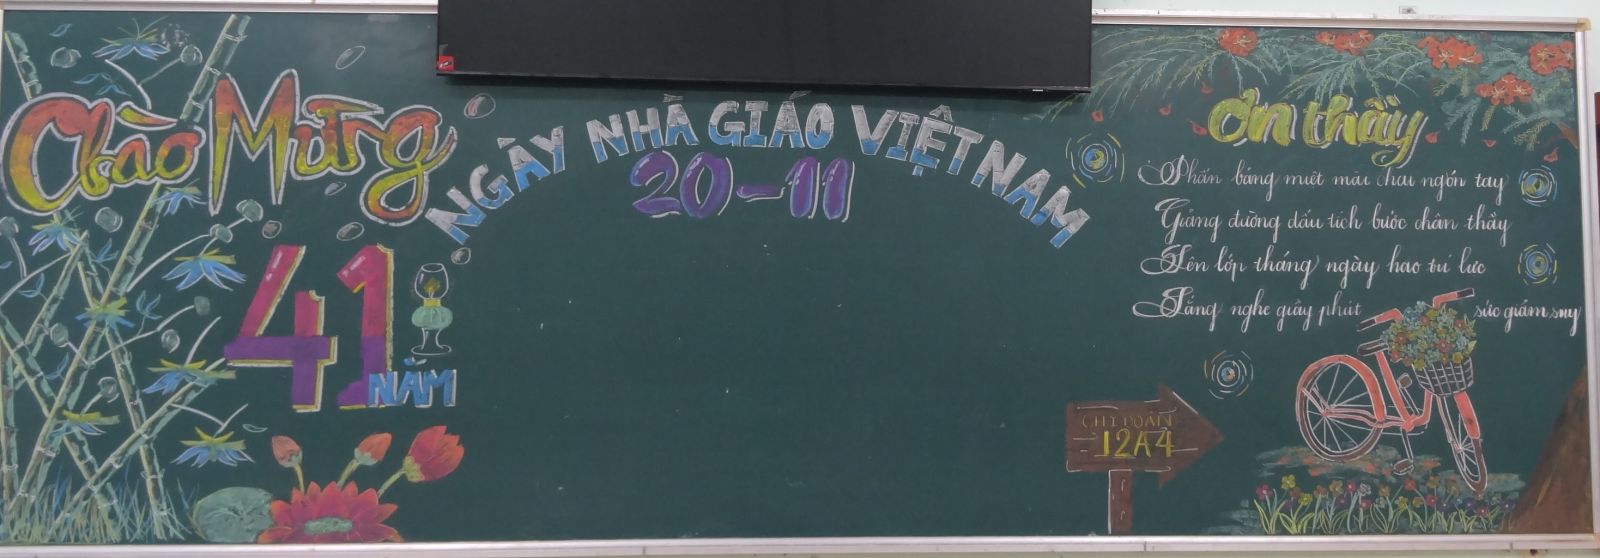 Chào Mừng
41
NĂM
NGÀY NHÀ GIÁO VIỆT NAM
20-11
Ơn thầy
Phấn bảng miệt mài chai ngón tay
Giảng đường dấu tích bước chân thầy
Lên lớp tháng ngày hao trí lực
Lắng nghe giây phút sức giảm suy
CHI ĐOÀN
12A4